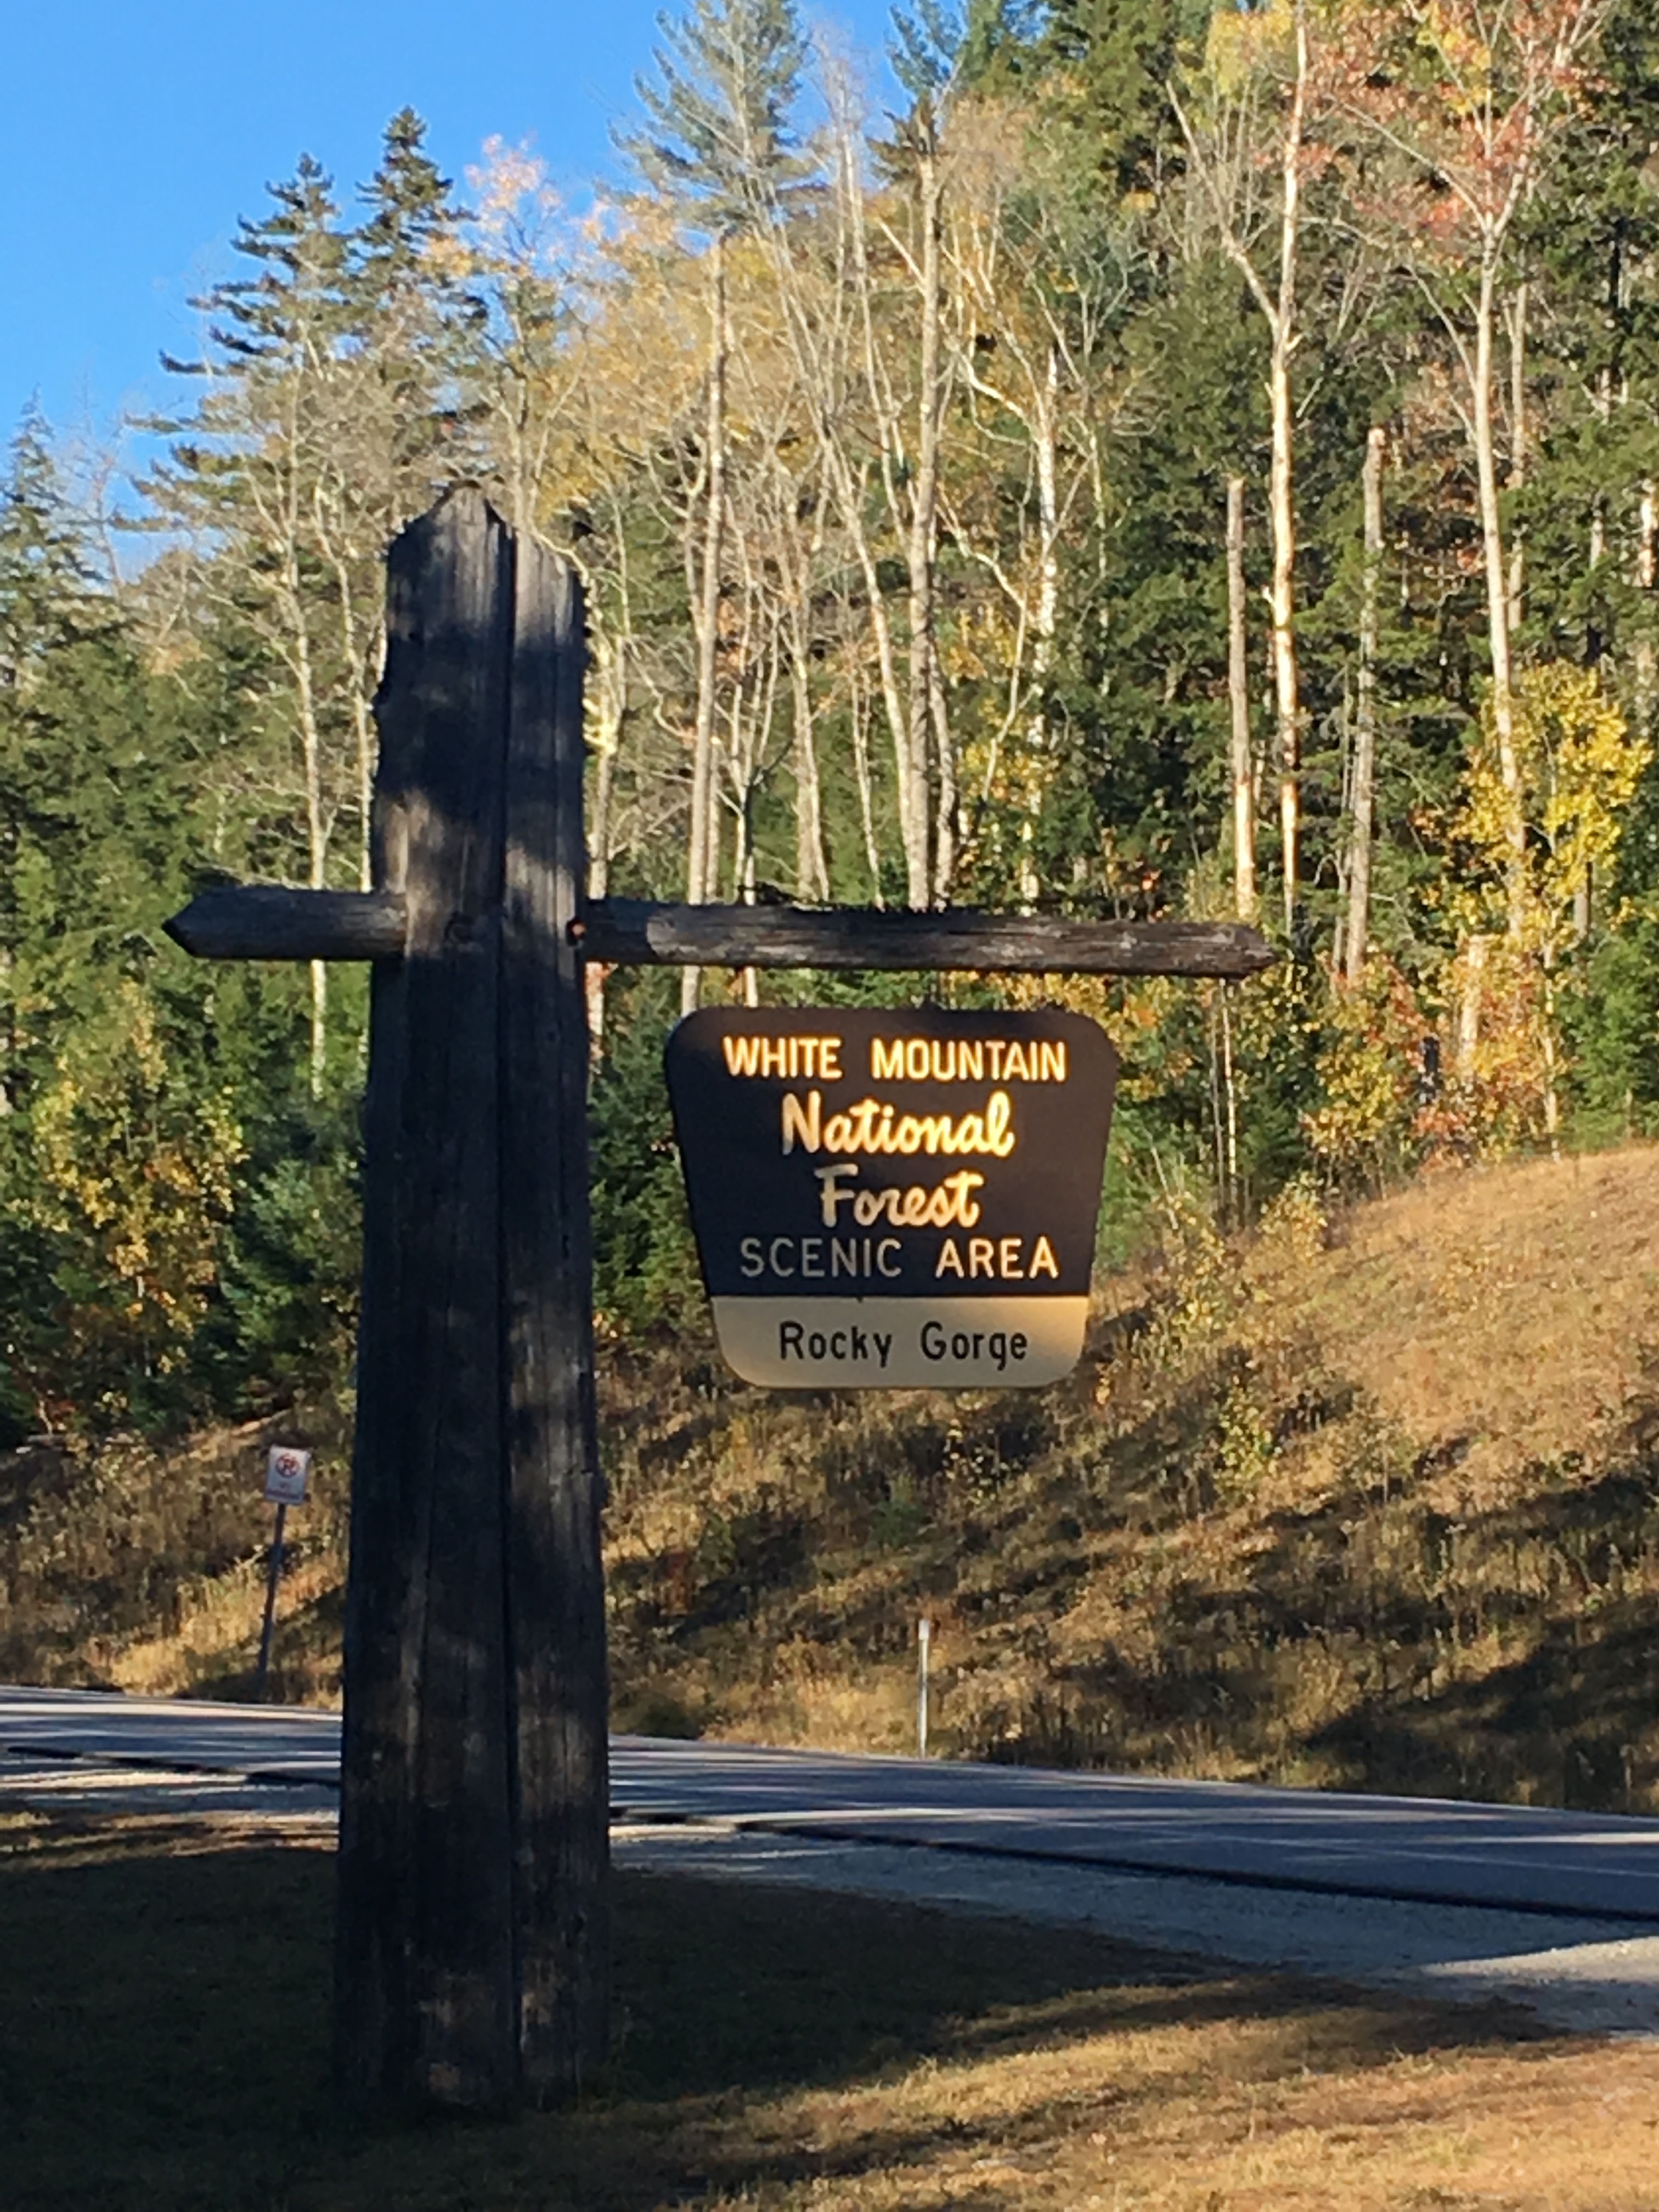 WHITE MOUNTAIN
National
Forest
SCENIC AREA
Rocky Gorge